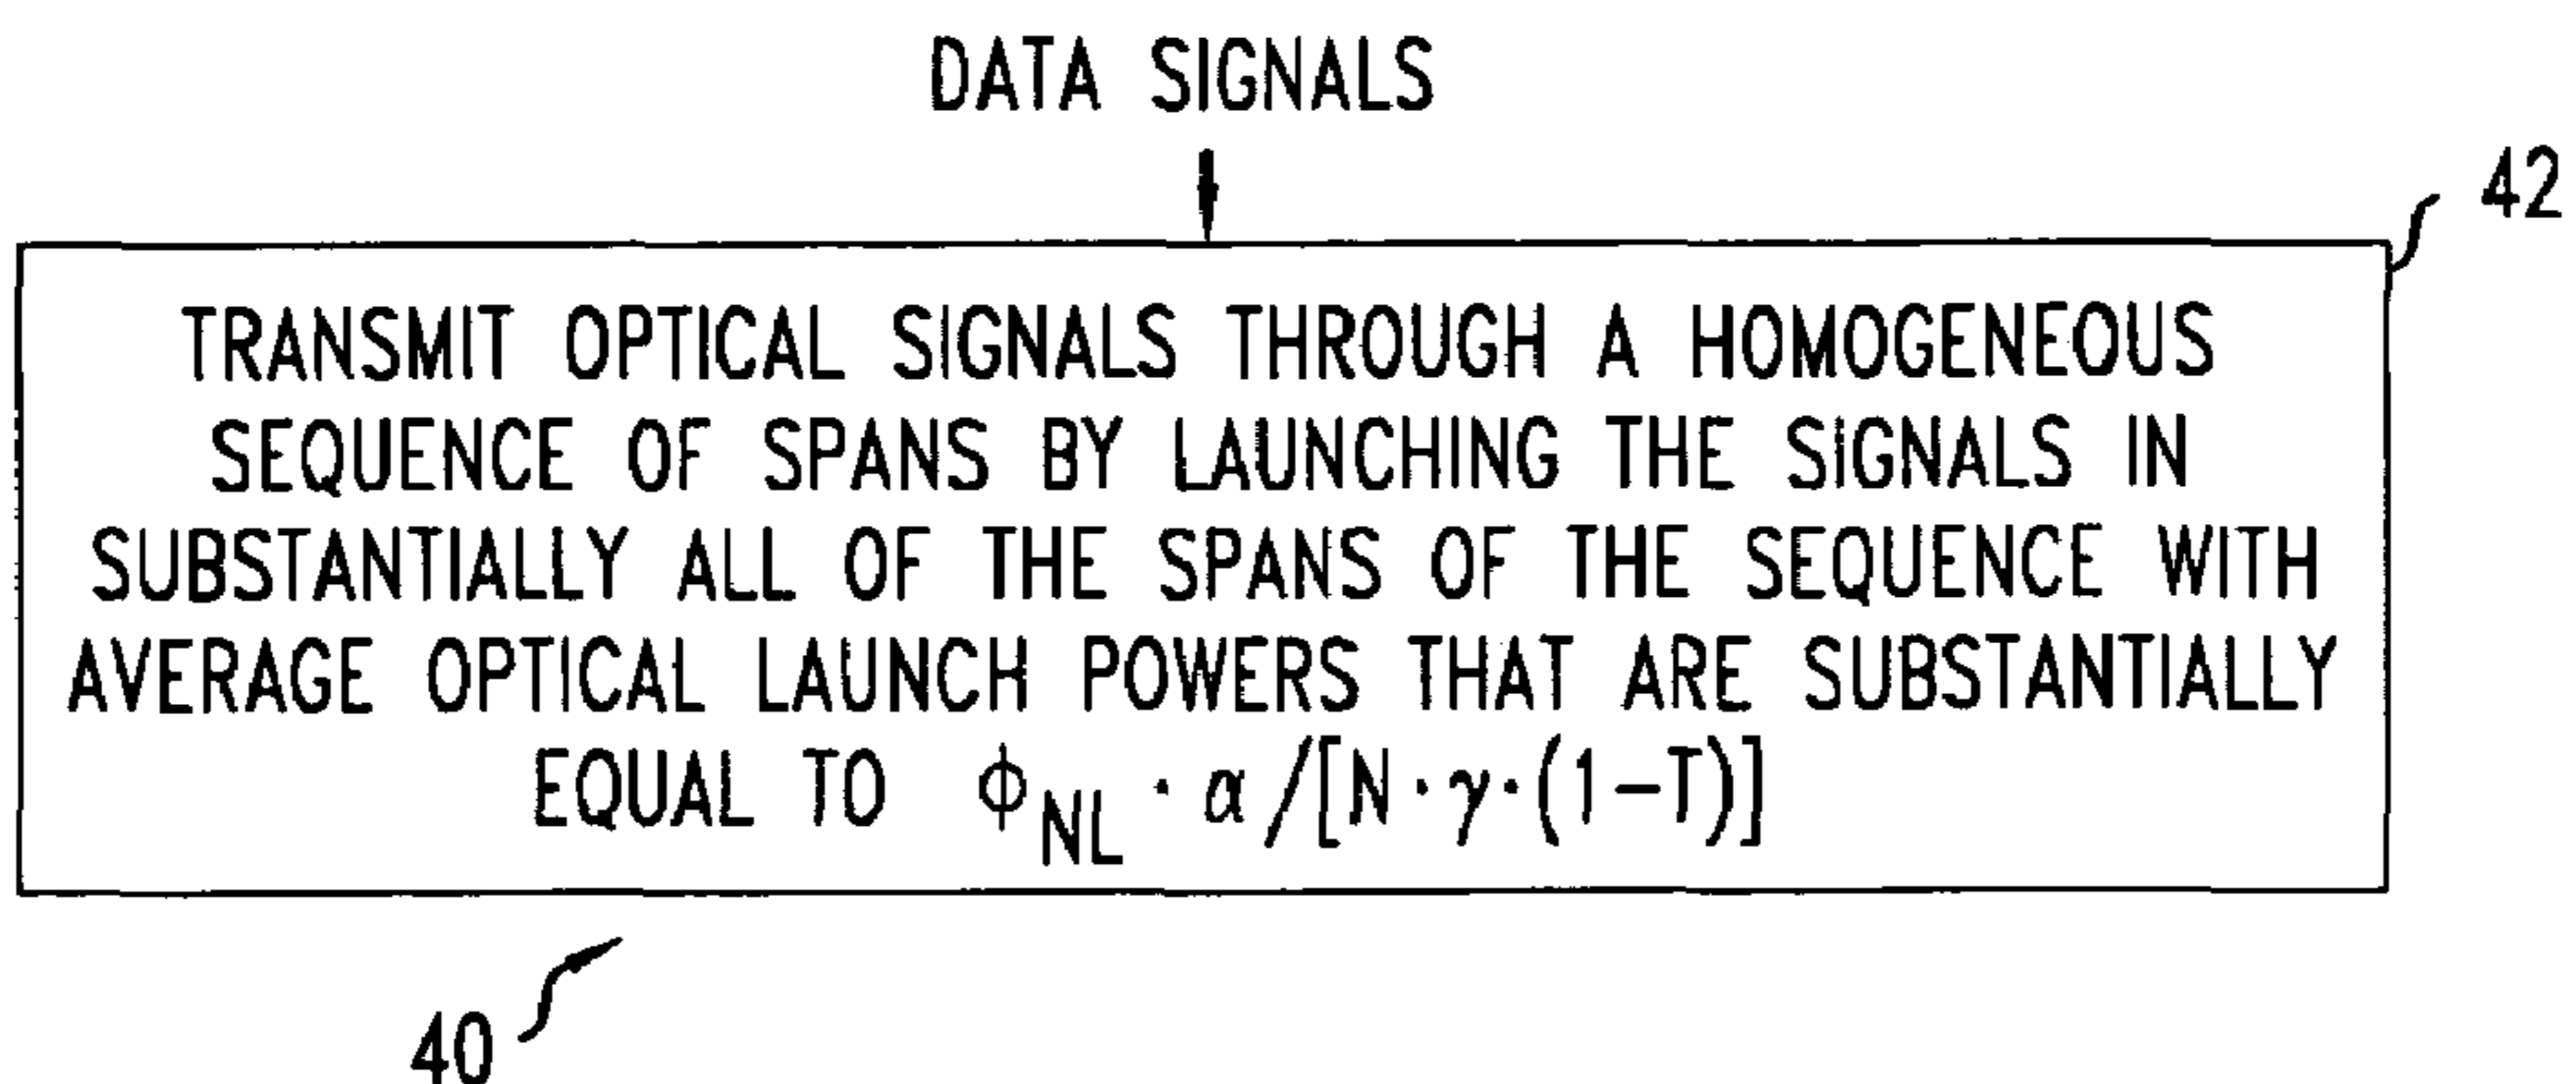 DATA SIGNALS
42
TRANSMIT OPTICAL SIGNALS THROUGH A HOMOGENEOUS
SEQUENCE OF SPANS BY LAUNCHING THE SIGNALS IN
SUBSTANTIALLY ALL OF THE SPANS OF THE SEQUENCE WITH
AVERAGE OPTICAL LAUNCH POWERS THAT ARE SUBSTANTIALLY
EQUAL TO ϕNL · α/[N·γ·(1−T)]
40